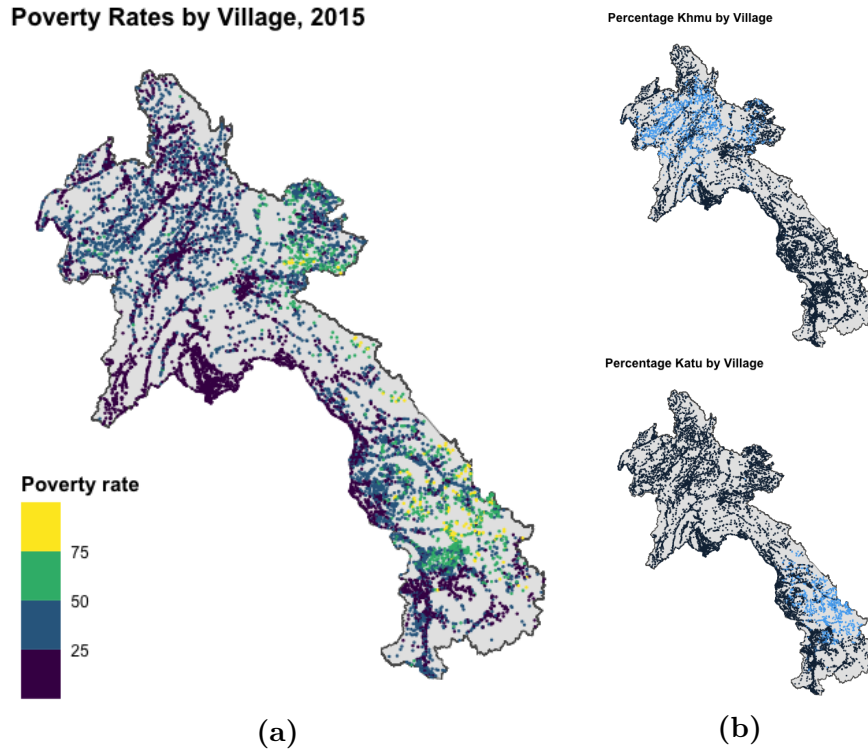 Poverty Rates by Village, 2015
Percentage Khmu by Village
Percentage Katu by Village
Poverty rate
75
50
25
(a)
(b)